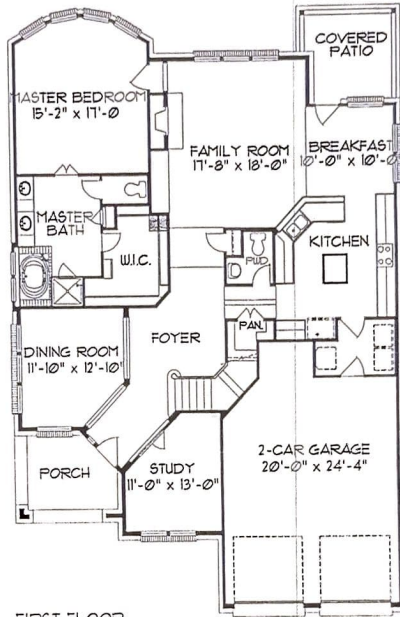 COVERED
PATIO
MASTER BEDROOM
15'-2" x 17'-0
FAMILY ROOM
17'-8" x 18'-0"
BREAKFAST
10'-0" x 10'-0
MASTER
BATH
W.I.C.
PWD
KITCHEN
PAN.
FOYER
DINING ROOM
11'-10" x 12'-10"
2-CAR GARAGE
20'-0" x 24'-4"
PORCH
STUDY
11'-0" x 13'-0"
FIRST FLOOR